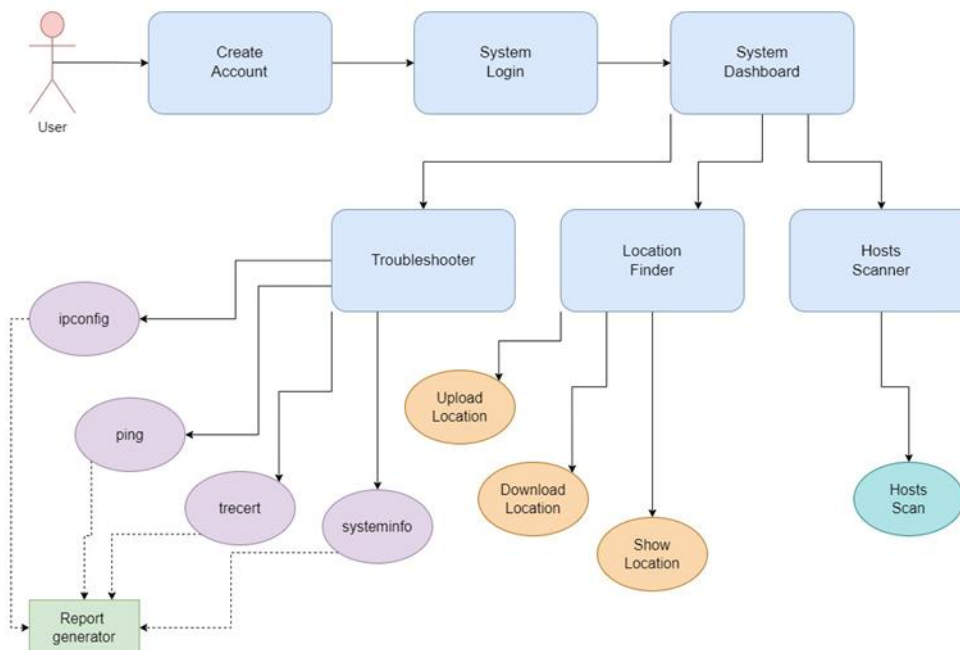 Create
Account
System
Login
System
Dashboard
User
Troubleshooter
Location
Finder
Hosts
Scanner
ipconfig
Upload
Location
ping
trecert
systeminfo
Download
Location
Show
Location
Hosts
Scan
Report
generator